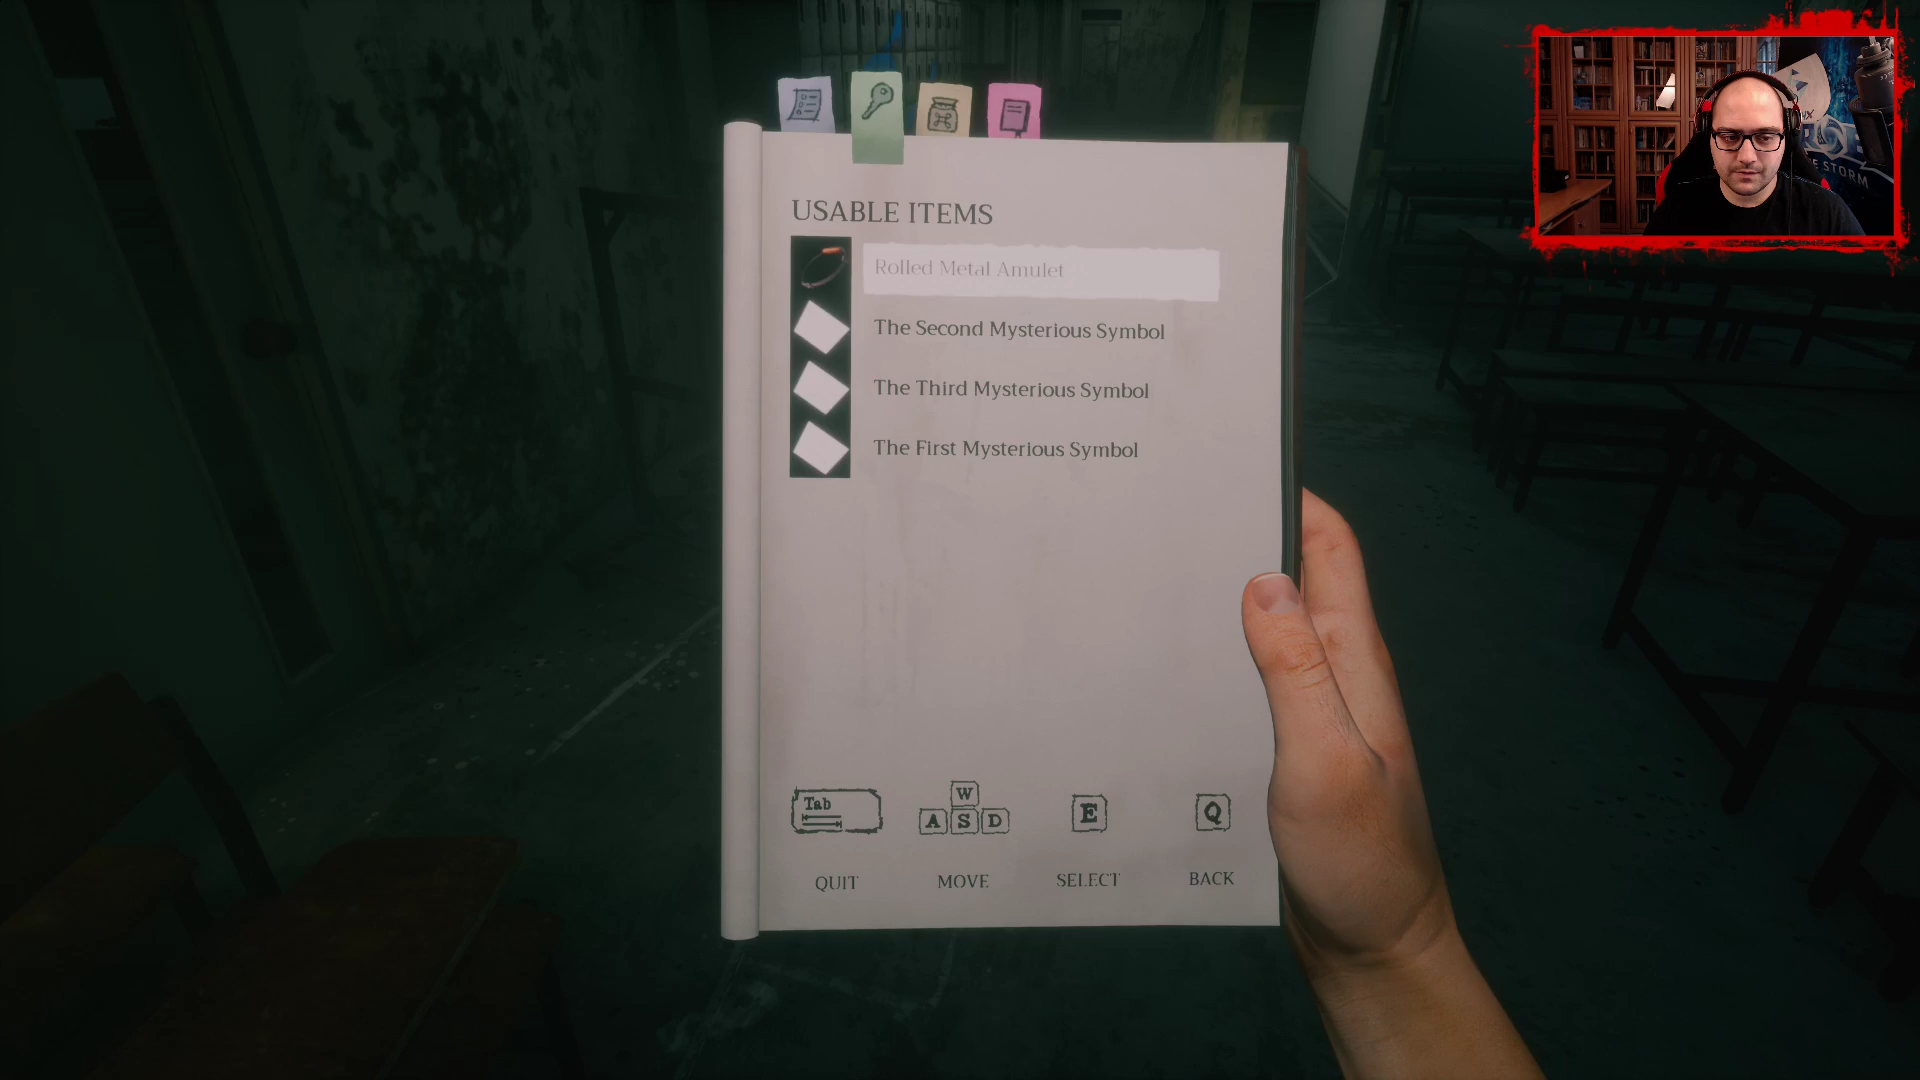 USABLE ITEMS
Rolled Metal Amulet
The Second Mysterious Symbol
The Third Mysterious Symbol
The First Mysterious Symbol
Tab
W
A S D
E
Q
QUIT
MOVE
SELECT
BACK
STORM